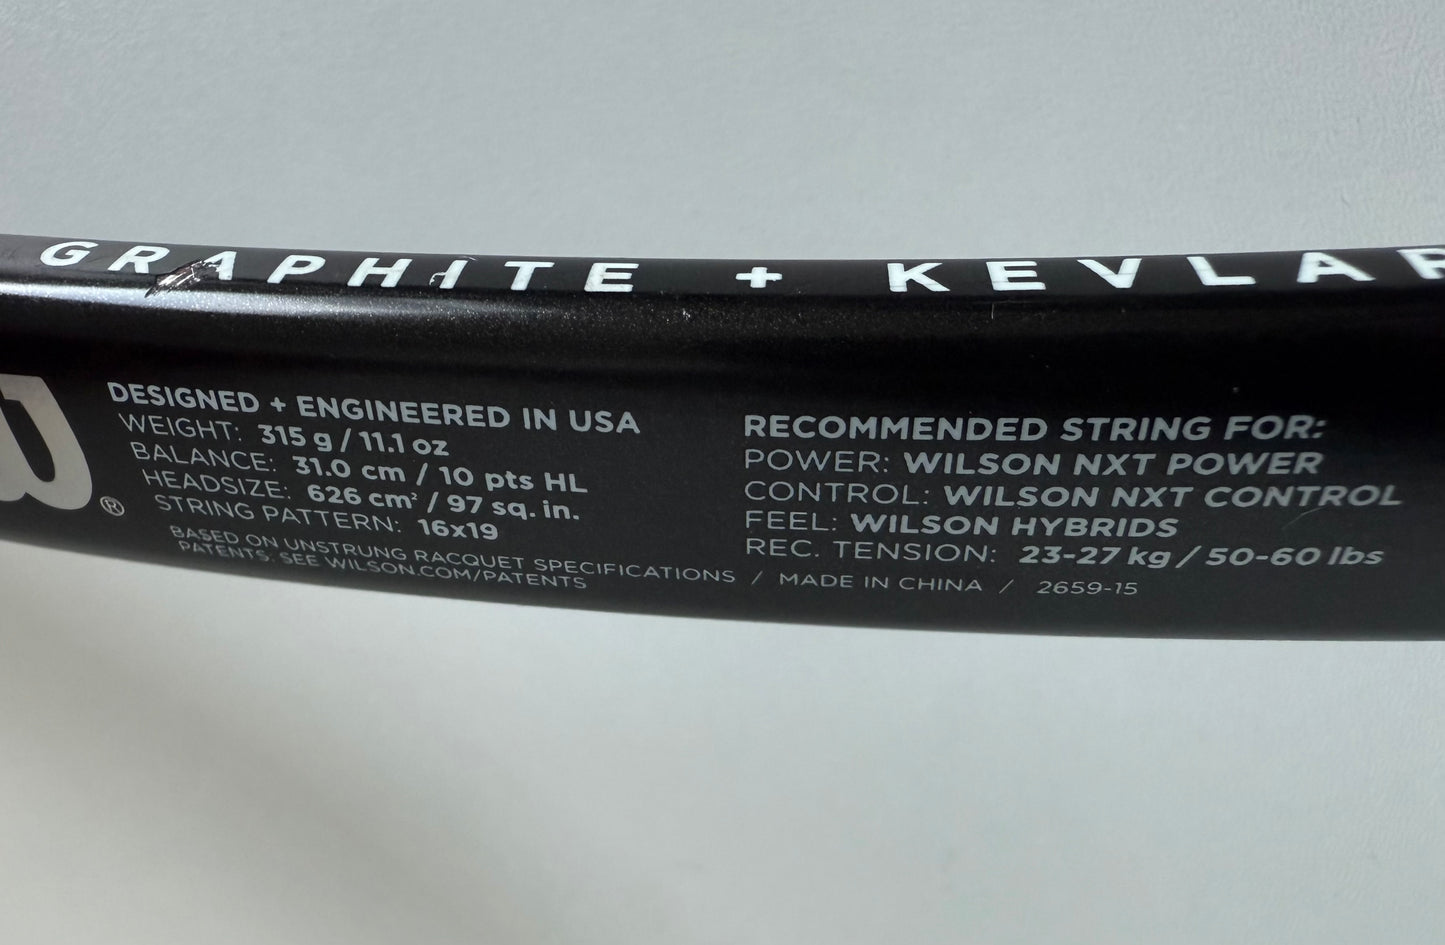 GRAPHITE + KEVLAR
W®
DESIGNED + ENGINEERED IN USA
WEIGHT: 315 g / 11.1 oz
BALANCE: 31.0 cm / 10 pts HL
HEADSIZE: 626 cm² / 97 sq. in.
STRING PATTERN: 16x19
BASED ON UNSTRUNG RACQUET SPECIFICATIONS / MADE IN CHINA / 2659-15
PATENTS: SEE WILSON.COM/PATENTS
RECOMMENDED STRING FOR:
POWER: WILSON NXT POWER
CONTROL: WILSON NXT CONTROL
FEEL: WILSON HYBRIDS
REC. TENSION: 23-27 kg / 50-60 lbs